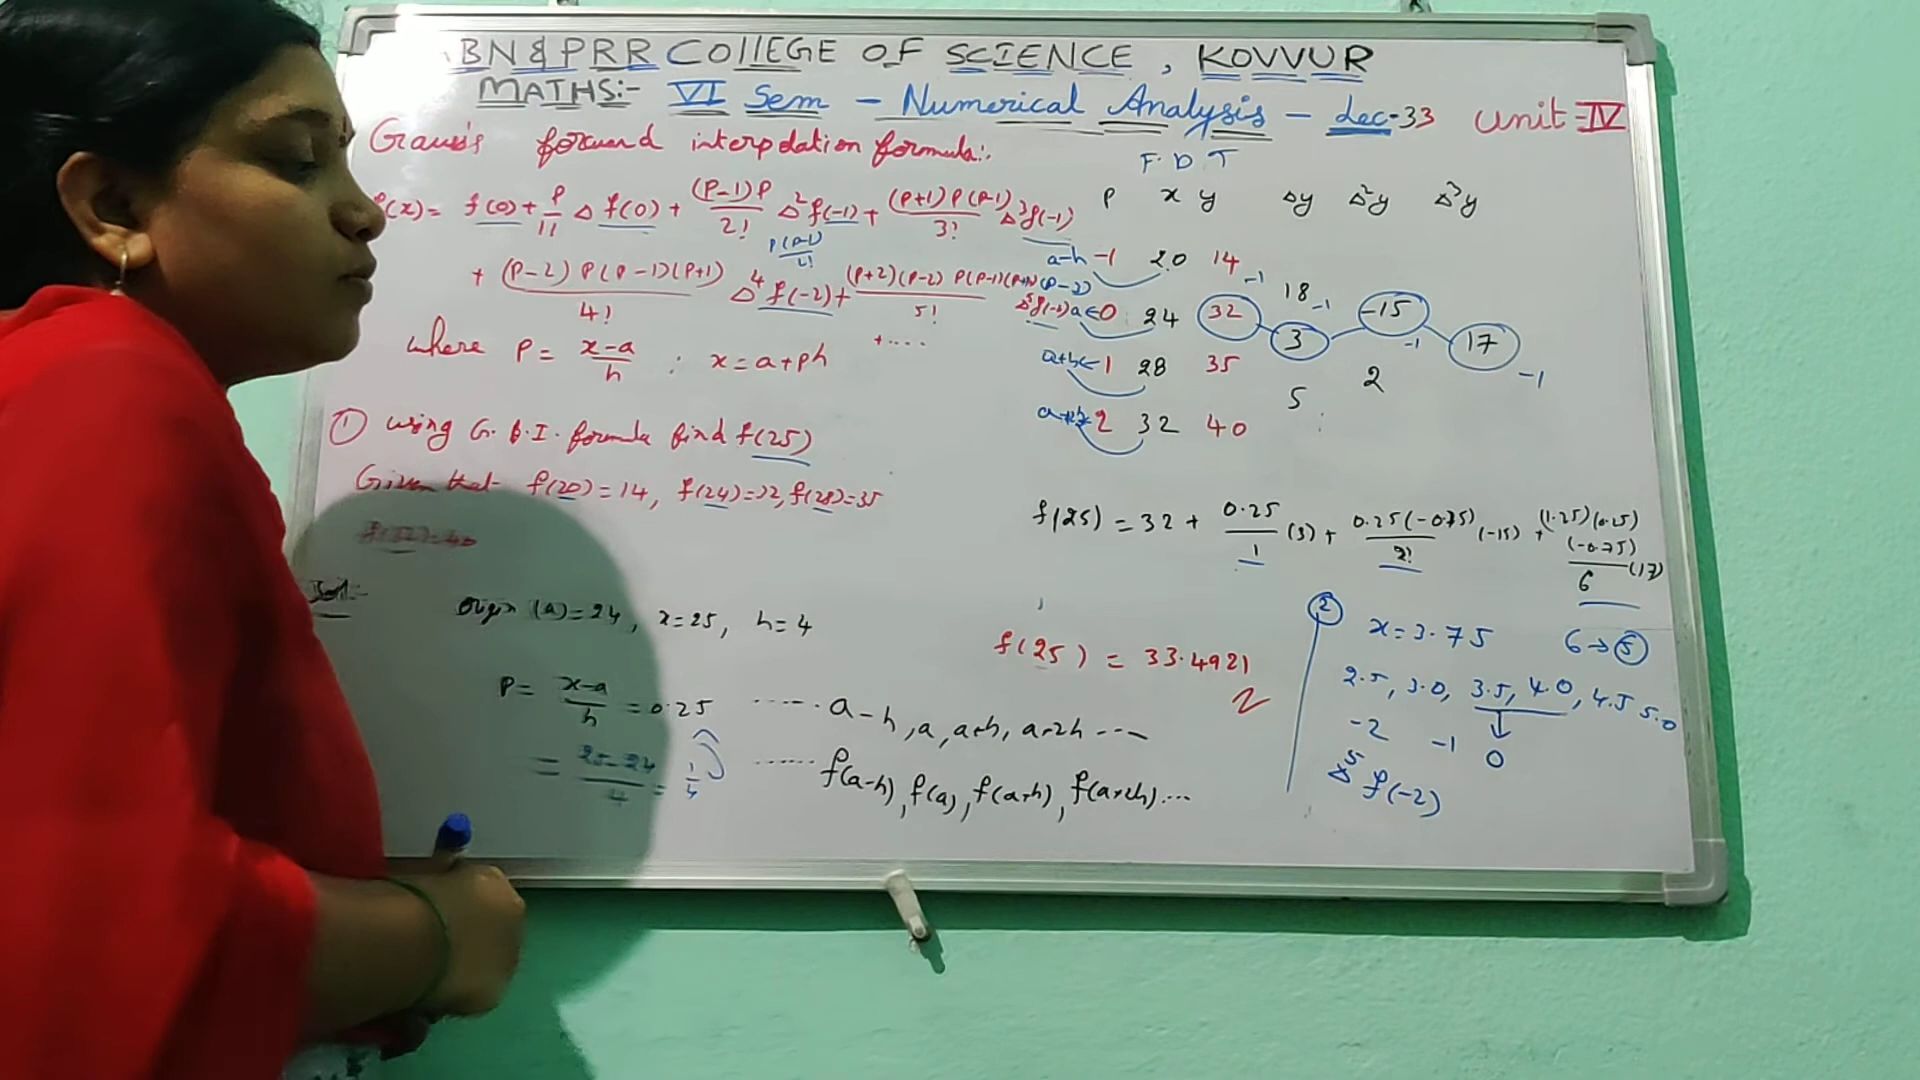 BN & PRR COllEGE OF SCIENCE, KOVVUR
MATHS:- VI Sem - Numerical Analysis - Lec-33 unit-IV
Gauss's forward interpolation formula:.
(x) = f(0) + P/1! Δ f(0) + (P-1)P/2! Δ² f(-1) + (P+1)P(P-1)/3! Δ³f(-1)
+ (P-2) P(P-1)(P+1)/4! Δ⁴ f(-2) + (P+2)(P-2) P(P-1)(P+1)/5!
+....
where P = x-a/h ; x = a+ph
① using G.f.I. formula find f(25)
Given that f(20)=14, f(24)=32, f(28)=35
f(32)=40
Sol:-
origin (a)=24, x=25, h=4
P = x-a/h = 0.25
= 25-24/4 = 1/4
F.D.T
P x y Δy Δ²y Δ³y
a-h -1 20 14
18
a 0 24 32 -15
3 17
a+h 1 28 35 2
5
2 32 40
f(25) = 32 + 0.25/1 (3) + 0.25(-0.75)/2! (-15) + (1.25)(0.25)(-0.75)/6 (17)
f(25) = 33.4921
..... a-h, a, a+h, a+2h ---
...... f(a-h), f(a), f(a+h), f(a+2h)...
② x=3.75 6→⑤
2.5, 3.0, 3.5, 4.0, 4.5 5.0
-2 -1 0
Δ⁵ f(-2)